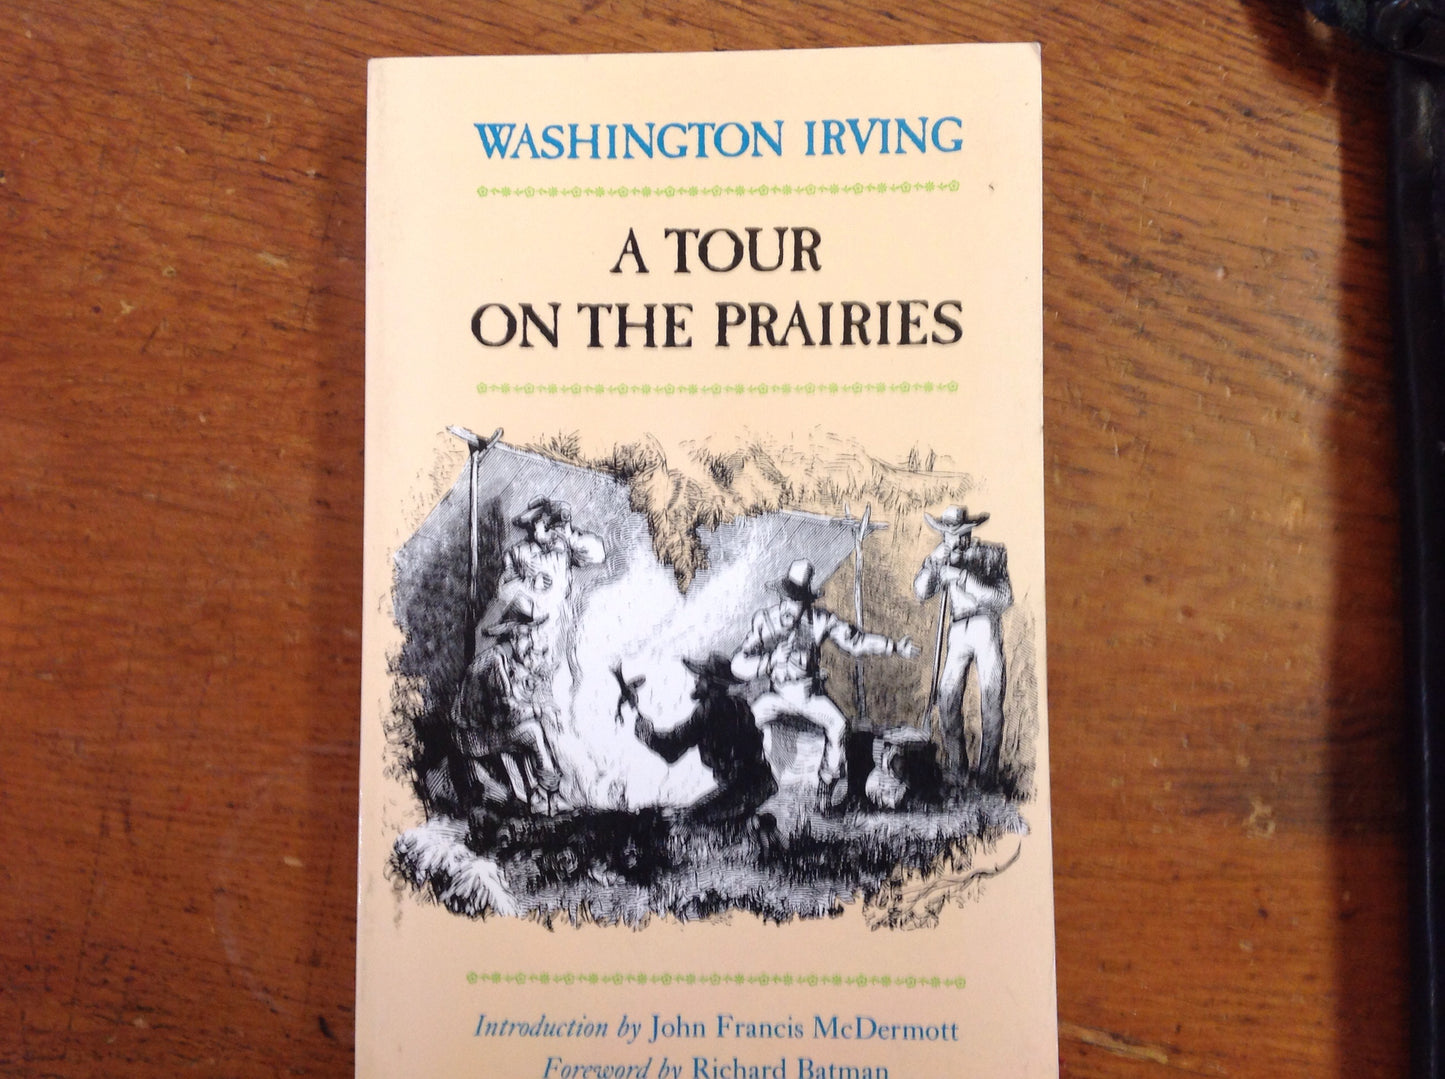 WASHINGTON IRVING
A TOUR
ON THE PRAIRIES
Introduction by John Francis McDermott
Foreword by Richard Batman